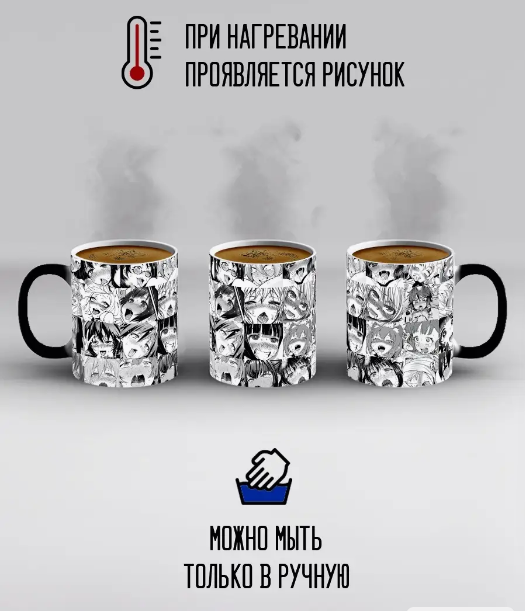 ПРИ НАГРЕВАНИИ
ПРОЯВЛЯЕТСЯ РИСУНОК
МОЖНО МЫТЬ
ТОЛЬКО В РУЧНУЮ